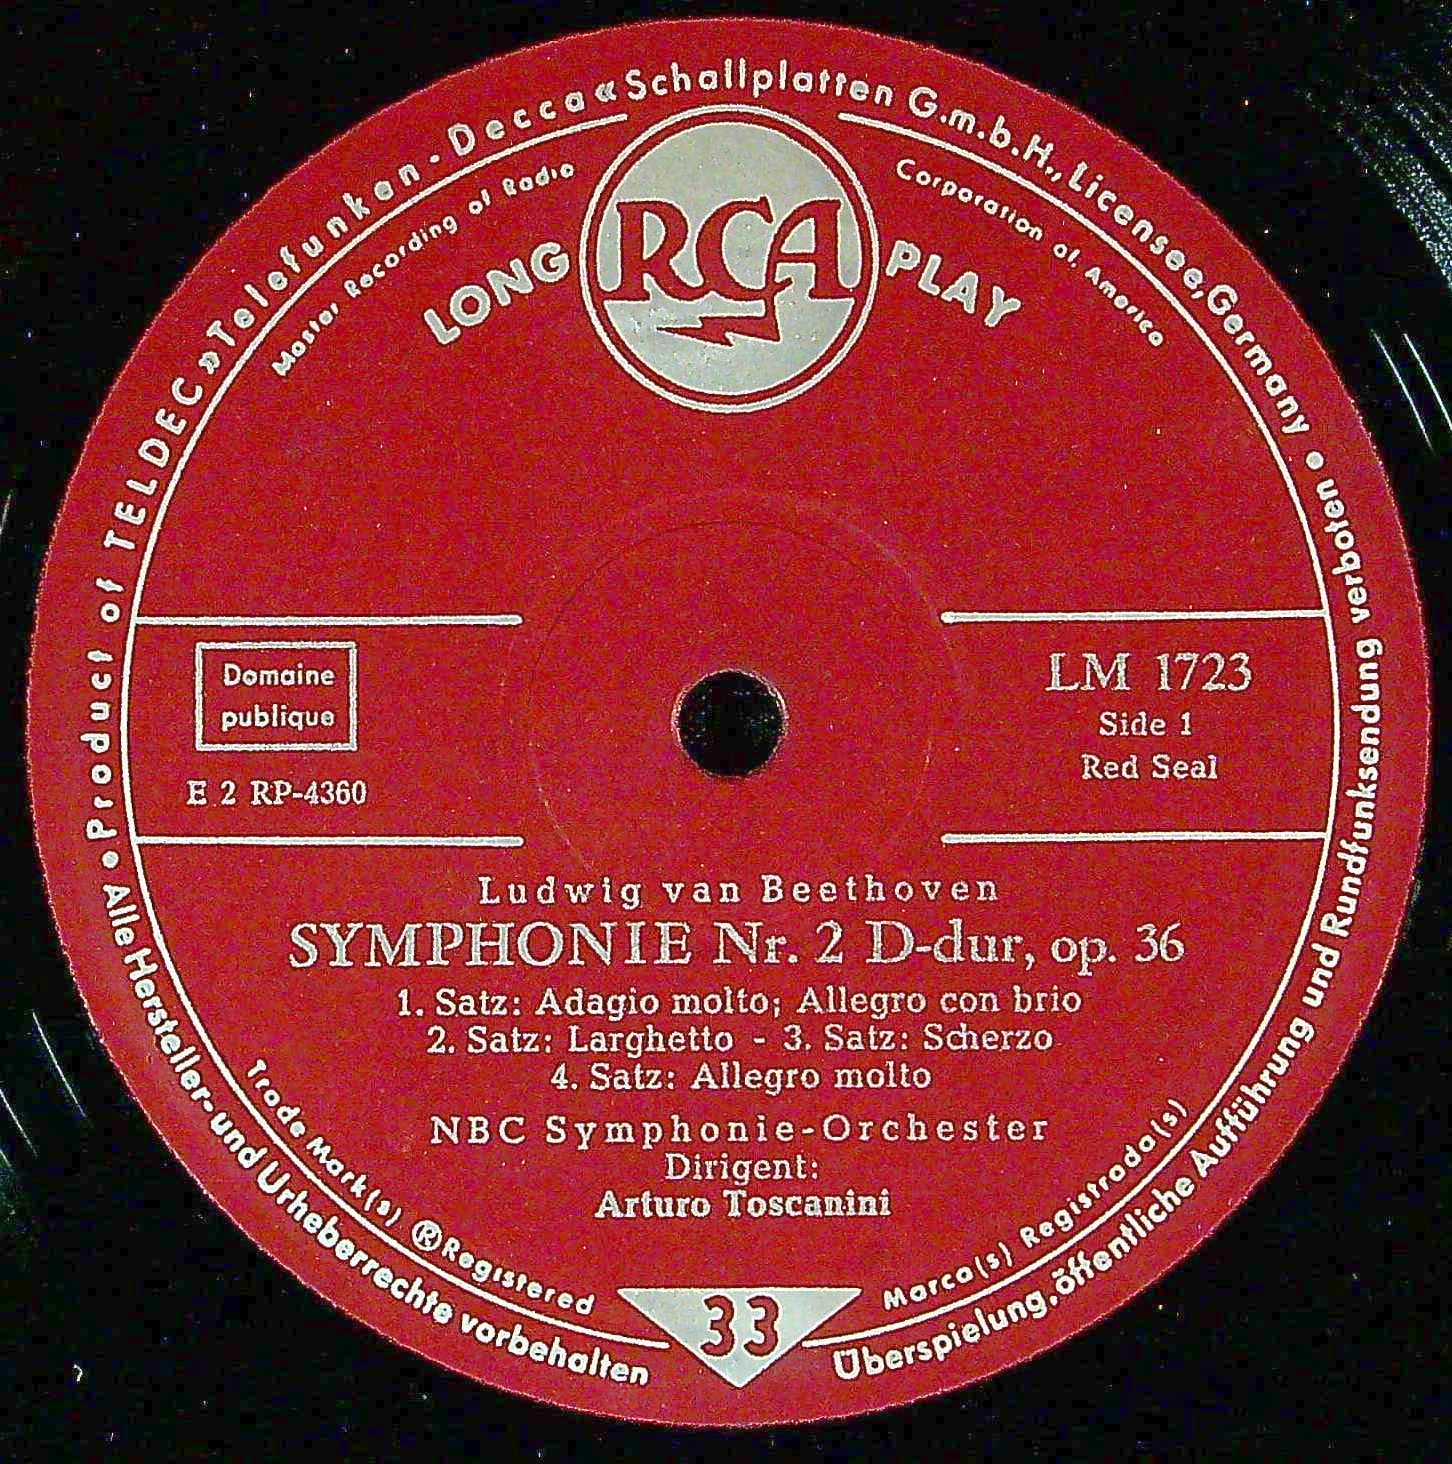 • Product of TELDEC »Telefunken · Decca« Schallplatten G.m.b.H., Licensee, Germany •
Master Recording of Radio Corporation of America
LONG RCA PLAY
Domaine
publique
E 2 RP-4360
LM 1723
Side 1
Red Seal
Ludwig van Beethoven
SYMPHONIE Nr. 2 D-dur, op. 36
1. Satz: Adagio molto; Allegro con brio
2. Satz: Larghetto - 3. Satz: Scherzo
4. Satz: Allegro molto
NBC Symphonie-Orchester
Dirigent:
Arturo Toscanini
Trade Mark(s) ® Registered
Marca(s) Registrada(s)
33
Alle Hersteller- und Urheberrechte vorbehalten
Überspielung, öffentliche Aufführung und Rundfunksendung verboten